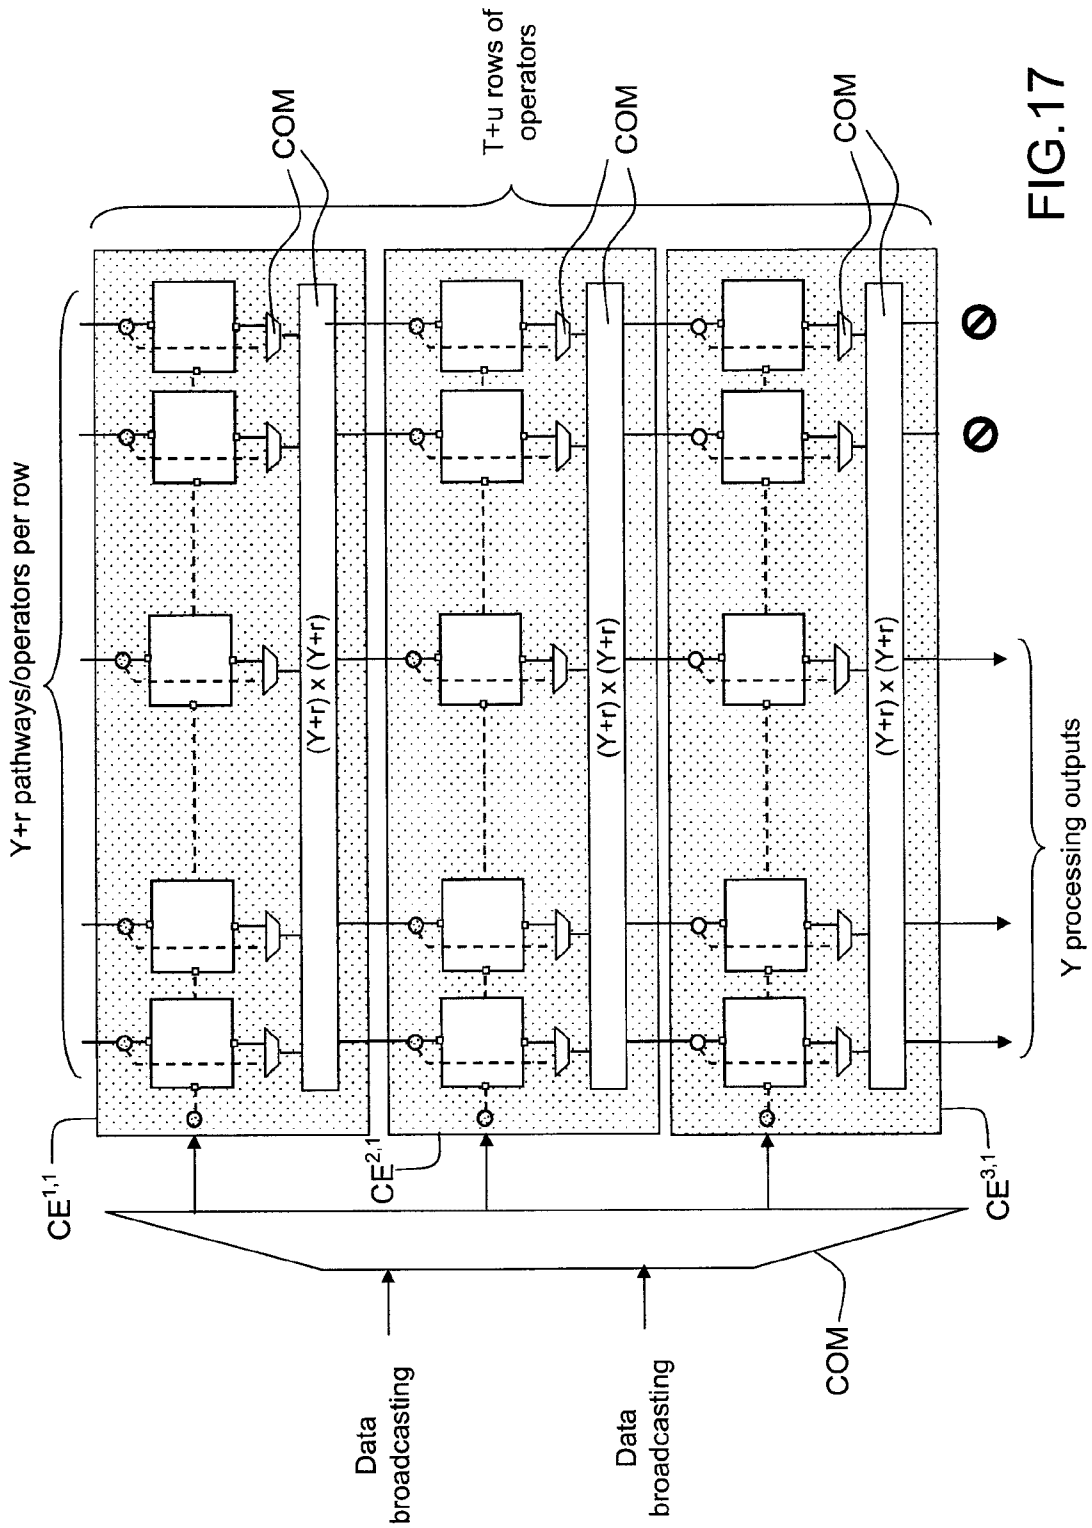 Y+r pathways/operators per row
T+u rows of
operators
CE1,1
(Y+r) x (Y+r)
COM
CE2,1
(Y+r) x (Y+r)
COM
CE3,1
(Y+r) x (Y+r)
COM
Data
broadcasting
Data
broadcasting
COM
Y processing outputs
FIG.17